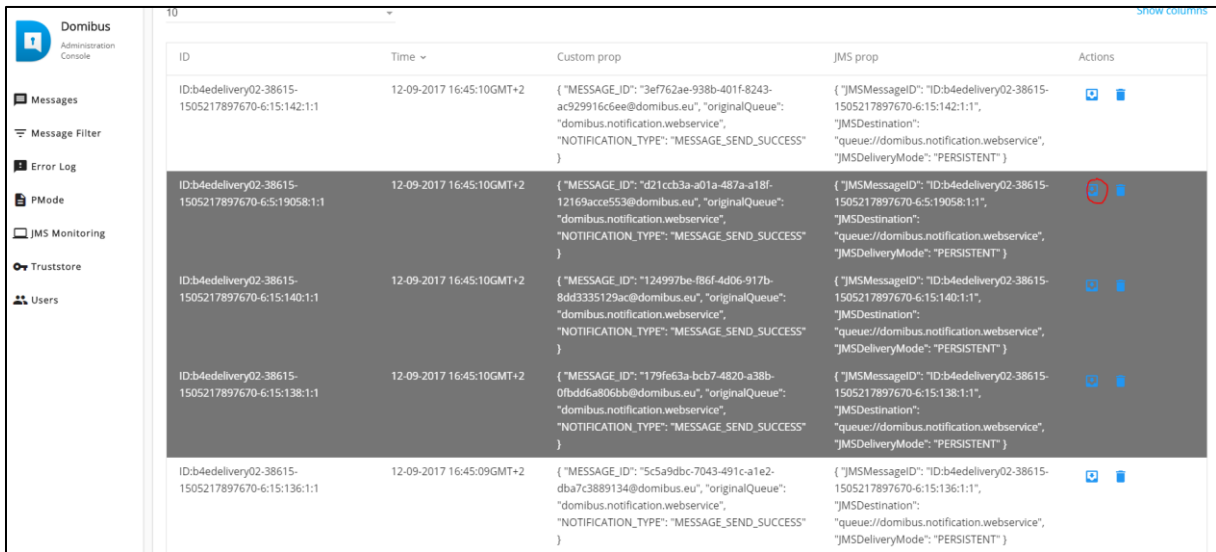 Domibus
Administration
Console
Messages
Message Filter
Error Log
PMode
JMS Monitoring
Truststore
Users
10
Show columns
ID Time Custom prop JMS prop Actions
ID:b4edelivery02-38615- 12-09-2017 16:45:10GMT+2 { "MESSAGE_ID": "3ef762ae-938b-401f-8243- { "JMSMessageID": "ID:b4edelivery02-38615-
1505217897670-6:15:142:1:1 ac929916c6ee@domibus.eu", "originalQueue": 1505217897670-6:15:142:1:1",
"domibus.notification.webservice", "JMSDestination":
"NOTIFICATION_TYPE": "MESSAGE_SEND_SUCCESS" "queue://domibus.notification.webservice",
} "JMSDeliveryMode": "PERSISTENT" }
ID:b4edelivery02-38615- 12-09-2017 16:45:10GMT+2 { "MESSAGE_ID": "d21ccb3a-a01a-487a-a18f- { "JMSMessageID": "ID:b4edelivery02-38615-
1505217897670-6:5:19058:1:1 12169acce553@domibus.eu", "originalQueue": 1505217897670-6:5:19058:1:1",
"domibus.notification.webservice", "JMSDestination":
"NOTIFICATION_TYPE": "MESSAGE_SEND_SUCCESS" "queue://domibus.notification.webservice",
} "JMSDeliveryMode": "PERSISTENT" }
ID:b4edelivery02-38615- 12-09-2017 16:45:10GMT+2 { "MESSAGE_ID": "124997be-f86f-4d06-917b- { "JMSMessageID": "ID:b4edelivery02-38615-
1505217897670-6:15:140:1:1 8dd3335129ac@domibus.eu", "originalQueue": 1505217897670-6:15:140:1:1",
"domibus.notification.webservice", "JMSDestination":
"NOTIFICATION_TYPE": "MESSAGE_SEND_SUCCESS" "queue://domibus.notification.webservice",
} "JMSDeliveryMode": "PERSISTENT" }
ID:b4edelivery02-38615- 12-09-2017 16:45:10GMT+2 { "MESSAGE_ID": "179fe63a-bcb7-4820-a38b- { "JMSMessageID": "ID:b4edelivery02-38615-
1505217897670-6:15:138:1:1 0fbdd6a806bb@domibus.eu", "originalQueue": 1505217897670-6:15:138:1:1",
"domibus.notification.webservice", "JMSDestination":
"NOTIFICATION_TYPE": "MESSAGE_SEND_SUCCESS" "queue://domibus.notification.webservice",
} "JMSDeliveryMode": "PERSISTENT" }
ID:b4edelivery02-38615- 12-09-2017 16:45:09GMT+2 { "MESSAGE_ID": "5c5a9dbc-7043-491c-a1e2- { "JMSMessageID": "ID:b4edelivery02-38615-
1505217897670-6:15:136:1:1 dba7c3889134@domibus.eu", "originalQueue": 1505217897670-6:15:136:1:1",
"domibus.notification.webservice", "JMSDestination":
"NOTIFICATION_TYPE": "MESSAGE_SEND_SUCCESS" "queue://domibus.notification.webservice",
} "JMSDeliveryMode": "PERSISTENT" }